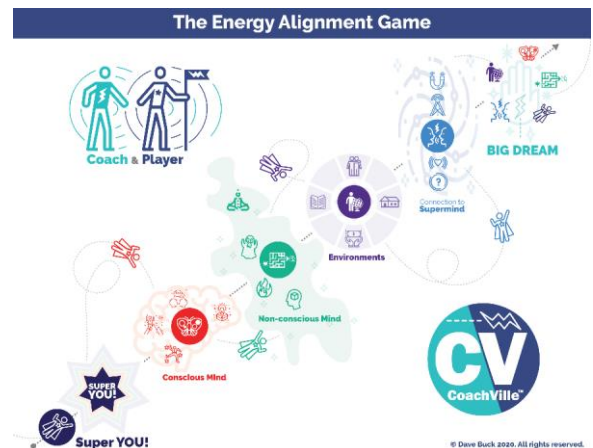 The Energy Alignment Game
Coach & Player
BIG DREAM
Connection to
Supermind
Environments
Non-conscious Mind
Conscious Mind
SUPER
YOU!
Super YOU!
CV
CoachVille™
© Dave Buck 2020. All rights reserved.